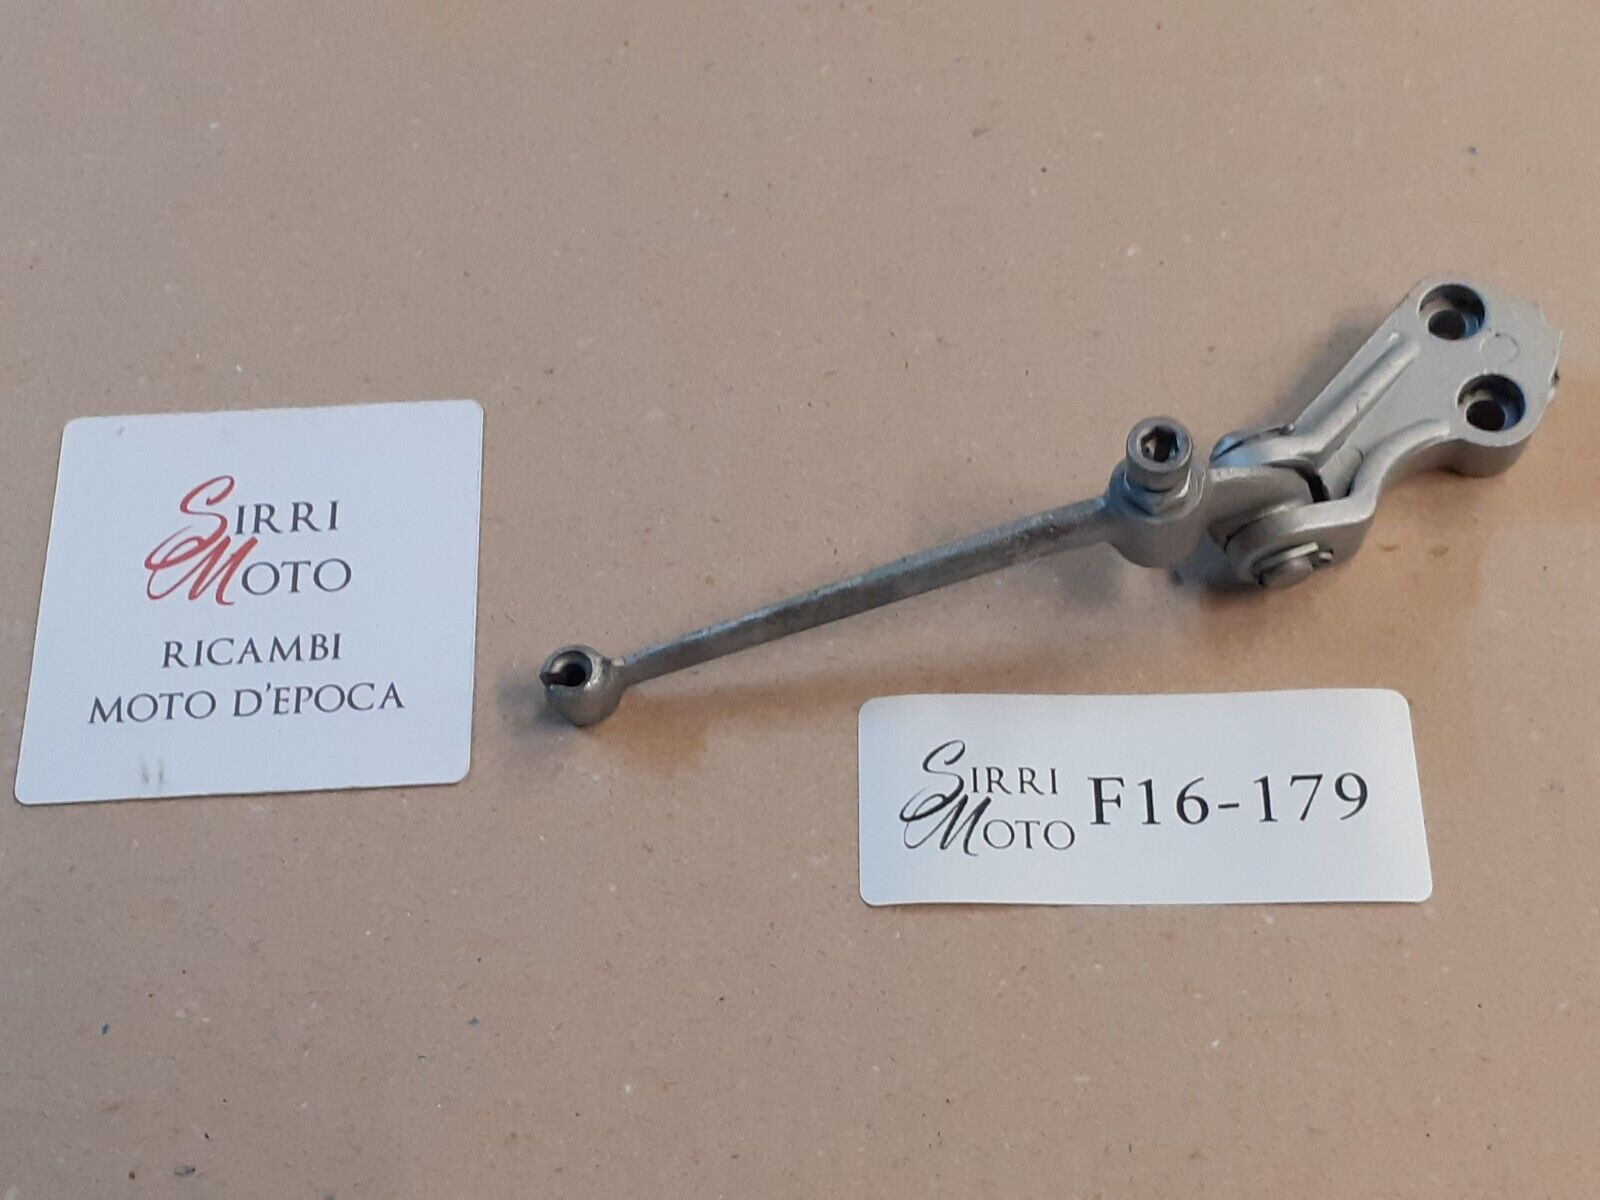 SIRRI
MOTO
RICAMBI
MOTO D'EPOCA
SIRRI
MOTO
F16-179